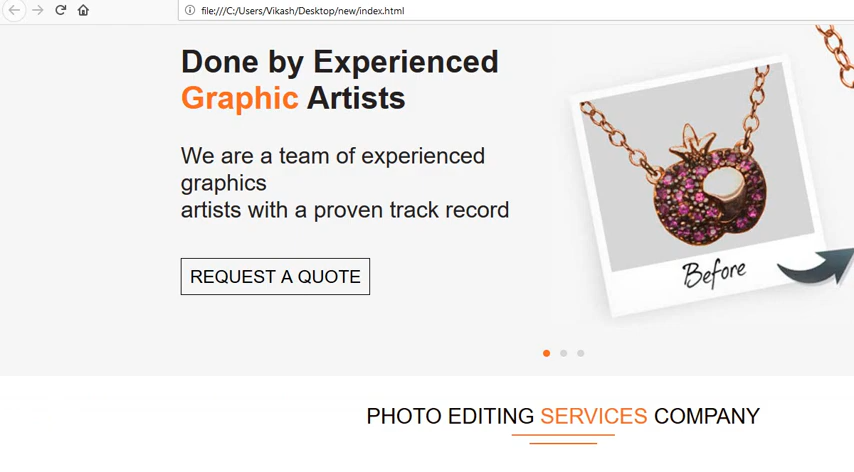 file:///C:/Users/Vikash/Desktop/new/index.html
Done by Experienced
Graphic Artists
We are a team of experienced
graphics
artists with a proven track record
REQUEST A QUOTE
Before
PHOTO EDITING SERVICES COMPANY